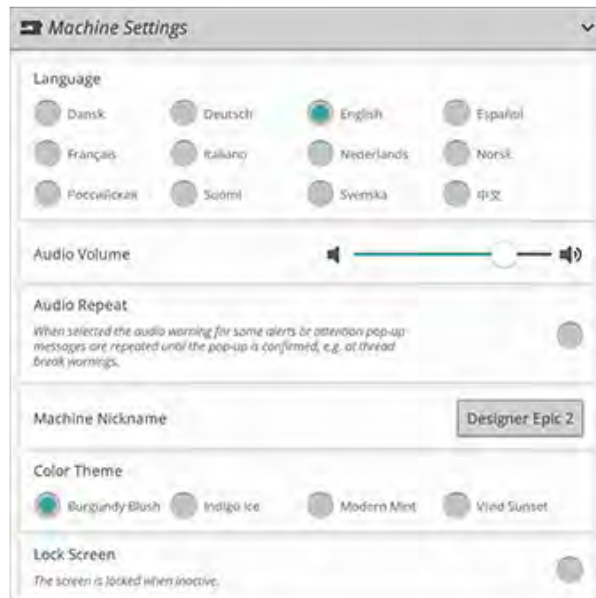 Machine Settings
Language
Dansk Deutsch English Español
Français Italiano Nederlands Norsk
Российская Suomi Svenska 中文
Audio Volume
Audio Repeat
When selected the audio warning for some alerts or attention pop-up
messages are repeated until the pop-up is confirmed, e.g. at thread
break warnings.
Machine Nickname Designer Epic 2
Color Theme
Burgundy Blush Indigo Ice Modern Mint Vivid Sunset
Lock Screen
The screen is locked when inactive.